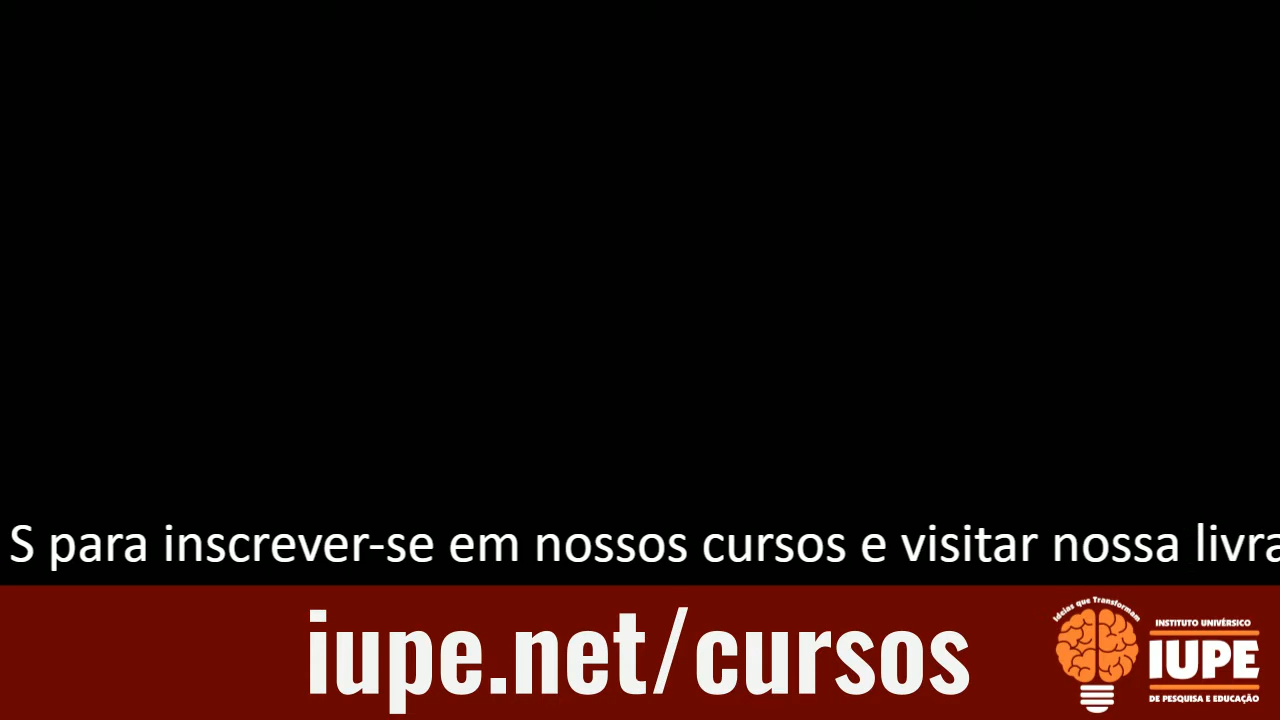 S para inscrever-se em nossos cursos e visitar nossa livra
iupe.net/cursos
Ideias que Transformam
INSTITUTO UNIVÉRSICO
IUPE
DE PESQUISA E EDUCAÇÃO